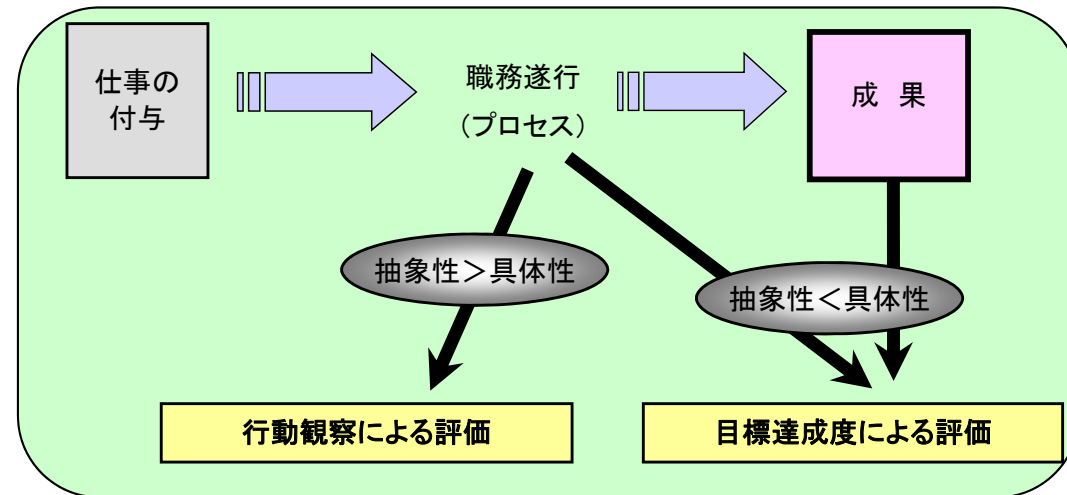 仕事の
付与
職務遂行
（プロセス）
成　果
抽象性＞具体性
抽象性＜具体性
行動観察による評価
目標達成度による評価